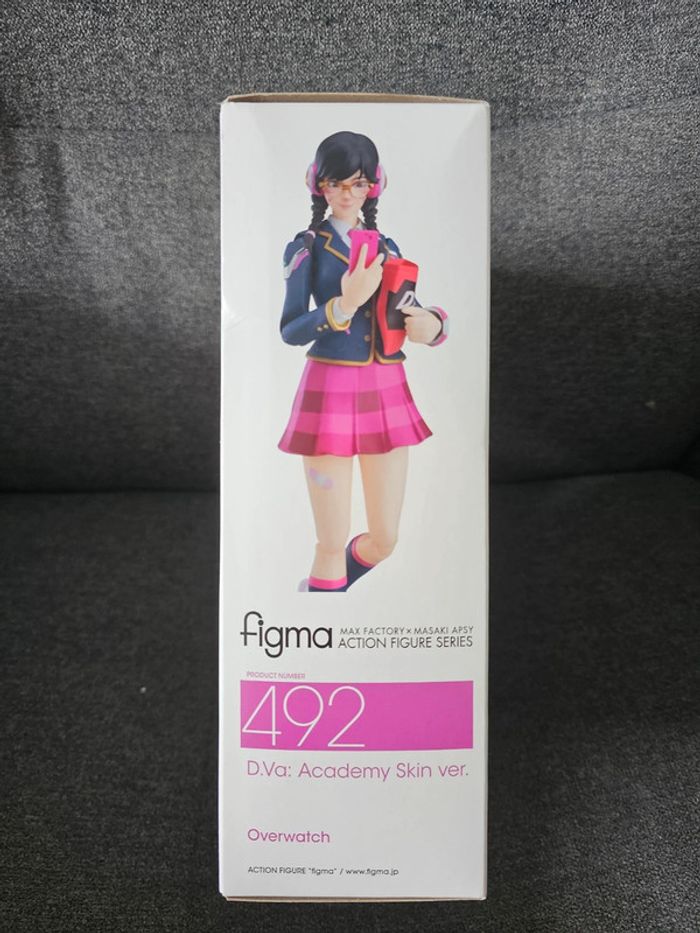 figma
MAX FACTORY × MASAKI APSY
ACTION FIGURE SERIES
PRODUCT NUMBER
492
D.Va: Academy Skin ver.
Overwatch
ACTION FIGURE "figma" / www.figma.jp